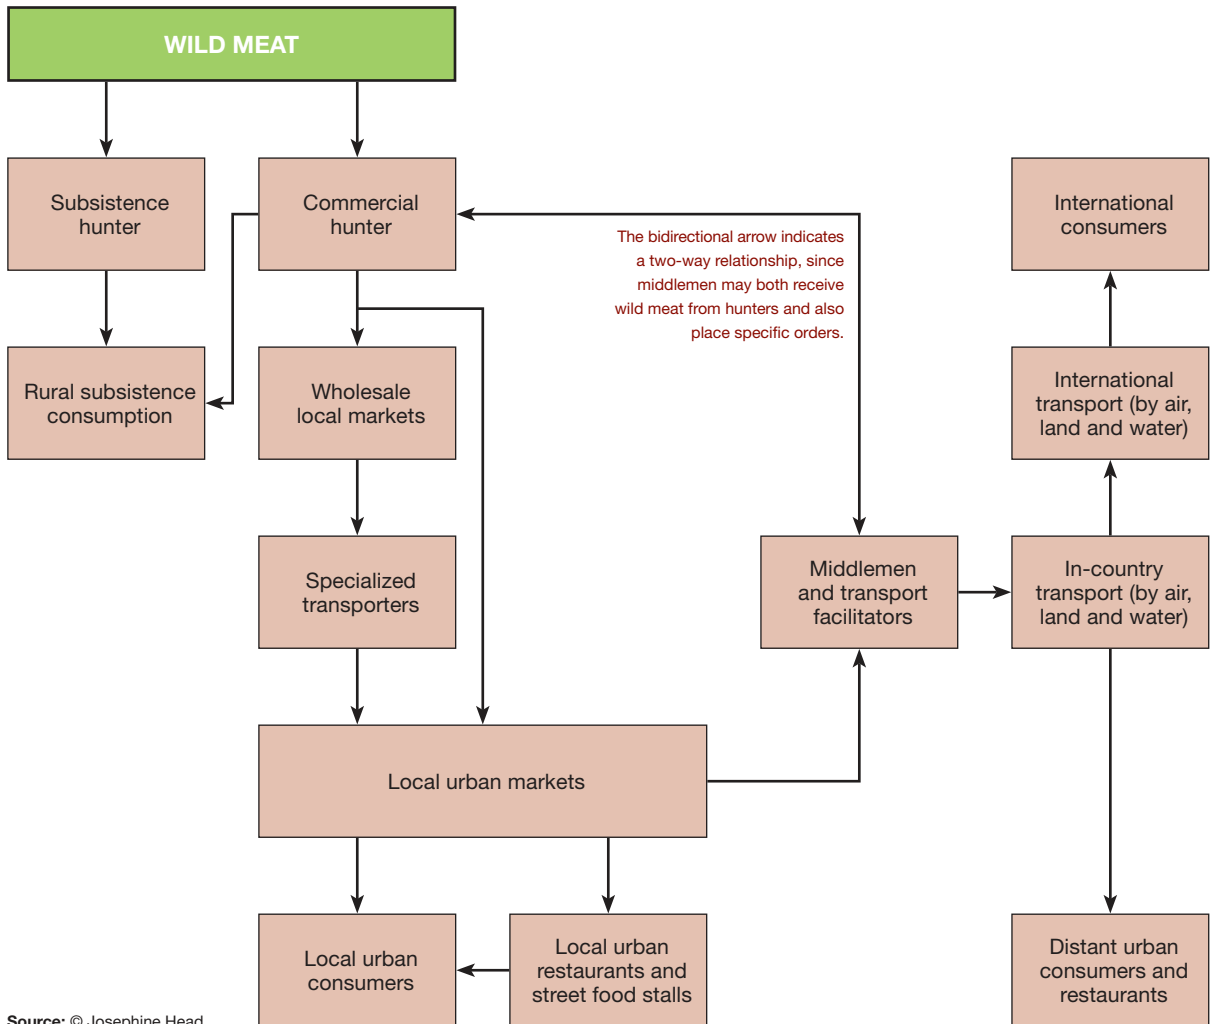 WILD MEAT
Subsistence
hunter
Commercial
hunter
International
consumers
The bidirectional arrow indicates
a two-way relationship, since
middlemen may both receive
wild meat from hunters and also
place specific orders.
Rural subsistence
consumption
Wholesale
local markets
International
transport (by air,
land and water)
Specialized
transporters
Middlemen
and transport
facilitators
In-country
transport (by air,
land and water)
Local urban markets
Local urban
consumers
Local urban
restaurants and
street food stalls
Distant urban
consumers and
restaurants
Source: © Josephine Head